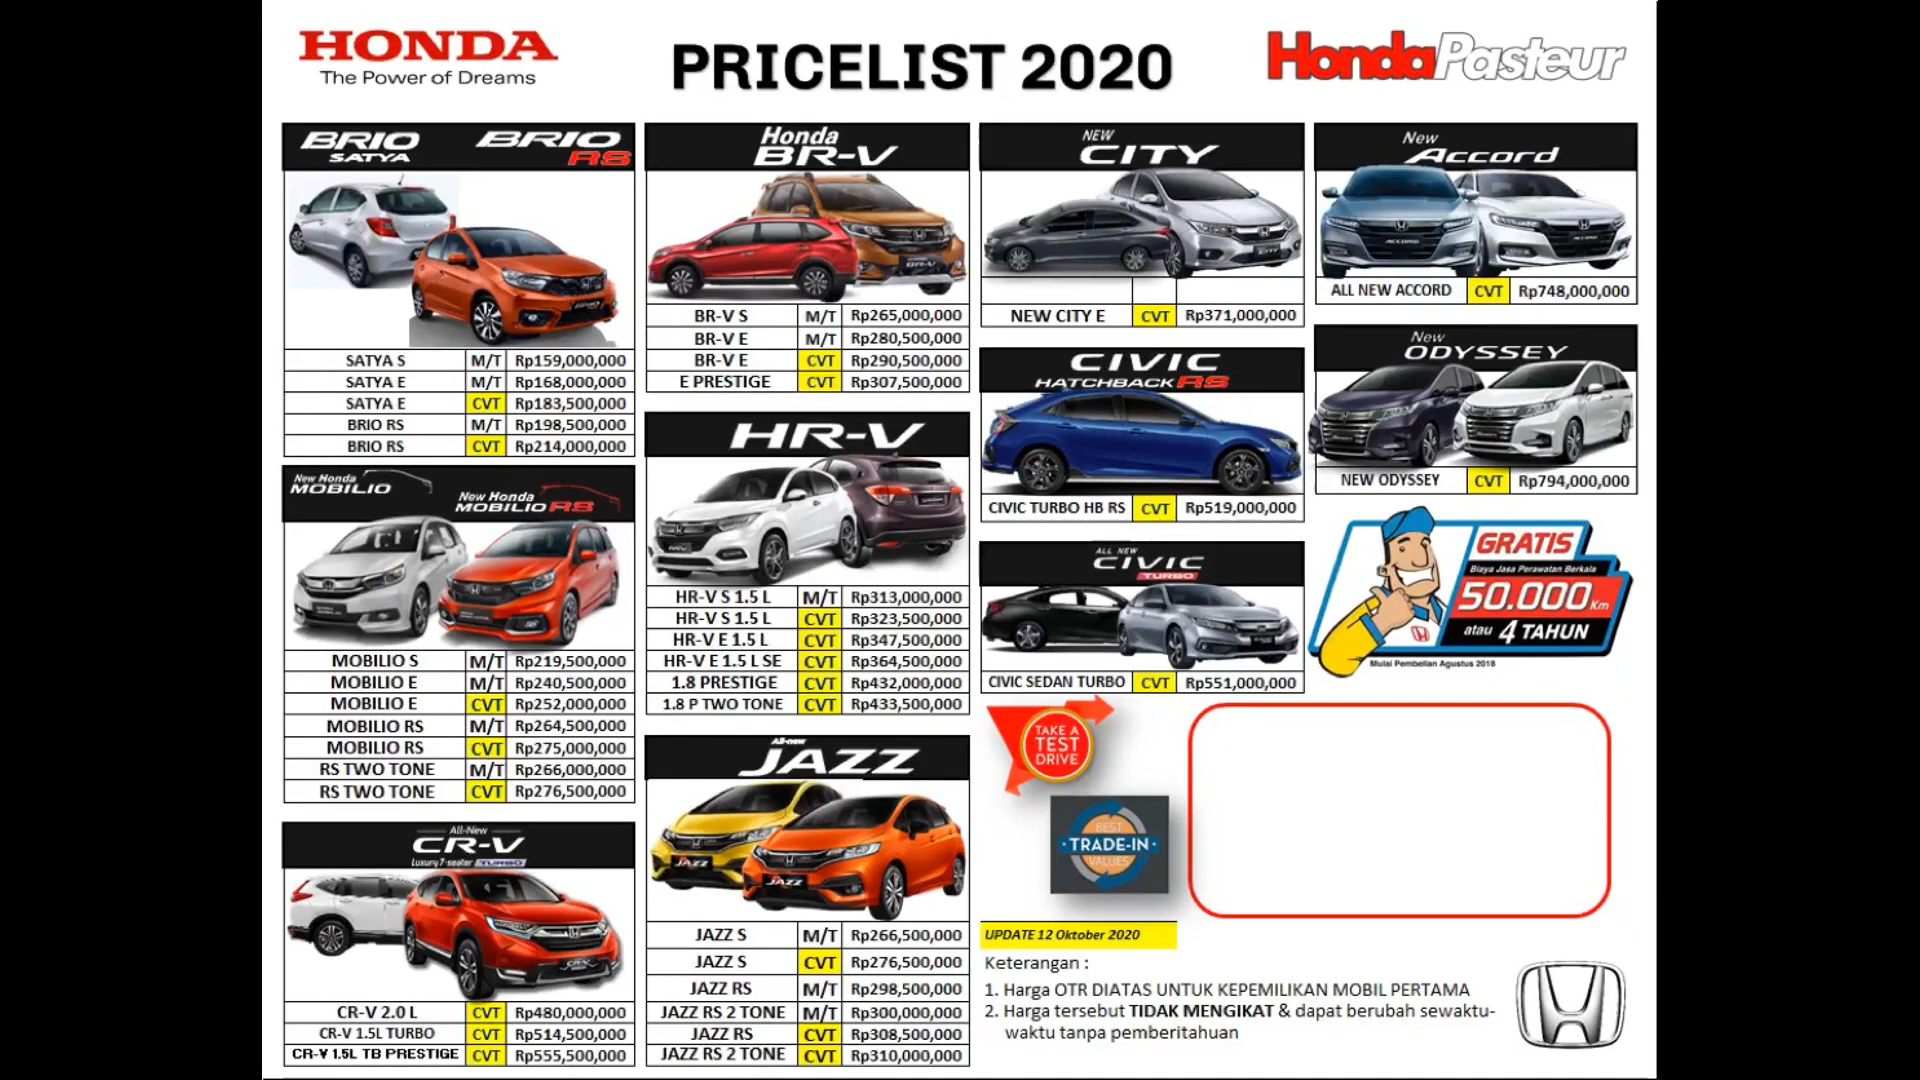 HONDA
The Power of Dreams
PRICELIST 2020
HondaPasteur
BRIO
SATYA
BRIO
RS
BRIO
SATYA S M/T Rp159,000,000
SATYA E M/T Rp168,000,000
SATYA E CVT Rp183,500,000
BRIO RS M/T Rp198,500,000
BRIO RS CVT Rp214,000,000
New Honda
MOBILIO
New Honda
MOBILIO RS
MOBILIO S M/T Rp219,500,000
MOBILIO E M/T Rp240,500,000
MOBILIO E CVT Rp252,000,000
MOBILIO RS M/T Rp264,500,000
MOBILIO RS CVT Rp275,000,000
RS TWO TONE M/T Rp266,000,000
RS TWO TONE CVT Rp276,500,000
All-New
CR-V
Luxury 7-seater TURBO
CR-V
CR-V 2.0 L CVT Rp480,000,000
CR-V 1.5L TURBO CVT Rp514,500,000
CR-V 1.5L TB PRESTIGE CVT Rp555,500,000
Honda
BR-V
BR-V
BR-V S M/T Rp265,000,000
BR-V E M/T Rp280,500,000
BR-V E CVT Rp290,500,000
E PRESTIGE CVT Rp307,500,000
HR-V
HR-V S 1.5 L M/T Rp313,000,000
HR-V S 1.5 L CVT Rp323,500,000
HR-V E 1.5 L CVT Rp347,500,000
HR-V E 1.5 L SE CVT Rp364,500,000
1.8 PRESTIGE CVT Rp432,000,000
1.8 P TWO TONE CVT Rp433,500,000
All-new
JAZZ
JAZZ
JAZZ
JAZZ S M/T Rp266,500,000
JAZZ S CVT Rp276,500,000
JAZZ RS M/T Rp298,500,000
JAZZ RS 2 TONE M/T Rp300,000,000
JAZZ RS CVT Rp308,500,000
JAZZ RS 2 TONE CVT Rp310,000,000
NEW
CITY
CITY
NEW CITY E CVT Rp371,000,000
CIVIC
HATCHBACK RS
CIVIC TURBO HB RS CVT Rp519,000,000
ALL NEW
CIVIC
TURBO
CIVIC SEDAN TURBO CVT Rp551,000,000
New
Accord
ACCORD
ACCORD
ALL NEW ACCORD CVT Rp748,000,000
New
ODYSSEY
NEW ODYSSEY CVT Rp794,000,000
GRATIS
Biaya Jasa Perawatan Berkala
50.000 Km
atau 4 TAHUN
Mulai Pembelian Agustus 2018
TAKE A
TEST
DRIVE
BEST
TRADE-IN
VALUES
UPDATE 12 Oktober 2020
Keterangan :
1. Harga OTR DIATAS UNTUK KEPEMILIKAN MOBIL PERTAMA
2. Harga tersebut TIDAK MENGIKAT & dapat berubah sewaktu-
waktu tanpa pemberitahuan